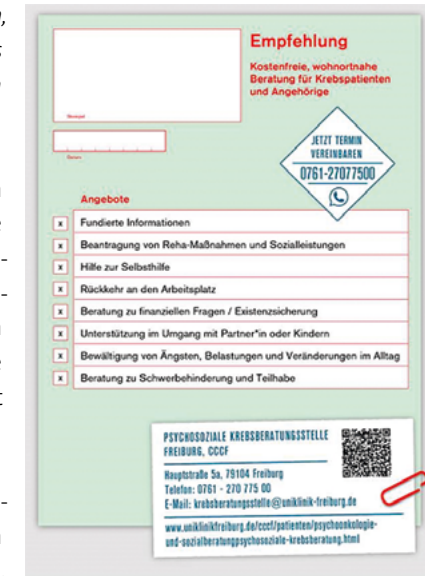 n,
Empfehlung
Kostenfreie, wohnortnahe
Beratung für Krebspatienten
und Angehörige
Stempel
Datum
JETZT TERMIN
VEREINBAREN
0761-27077500
Angebote
x Fundierte Informationen
x Beantragung von Reha-Maßnahmen und Sozialleistungen
x Hilfe zur Selbsthilfe
x Rückkehr an den Arbeitsplatz
x Beratung zu finanziellen Fragen / Existenzsicherung
x Unterstützung im Umgang mit Partner*in oder Kindern
x Bewältigung von Ängsten, Belastungen und Veränderungen im Alltag
x Beratung zu Schwerbehinderung und Teilhabe
PSYCHOSOZIALE KREBSBERATUNGSSTELLE
FREIBURG, CCCF
Hauptstraße 5a, 79104 Freiburg
Telefon: 0761 - 270 775 00
E-Mail: krebsberatungsstelle@uniklinik-freiburg.de
www.uniklinikfreiburg.de/cccf/patienten/psychoonkologie-
und-sozialberatungpsychosoziale-krebsberatung.html